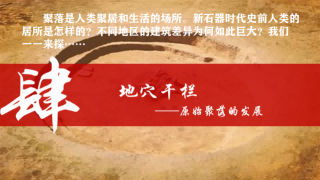 聚落是人类聚居和生活的场所。新石器时代史前人类的
居所是怎样的？不同地区的建筑差异为何如此巨大？我们
一一来探……
肆
地穴干栏
——原始聚落的发展